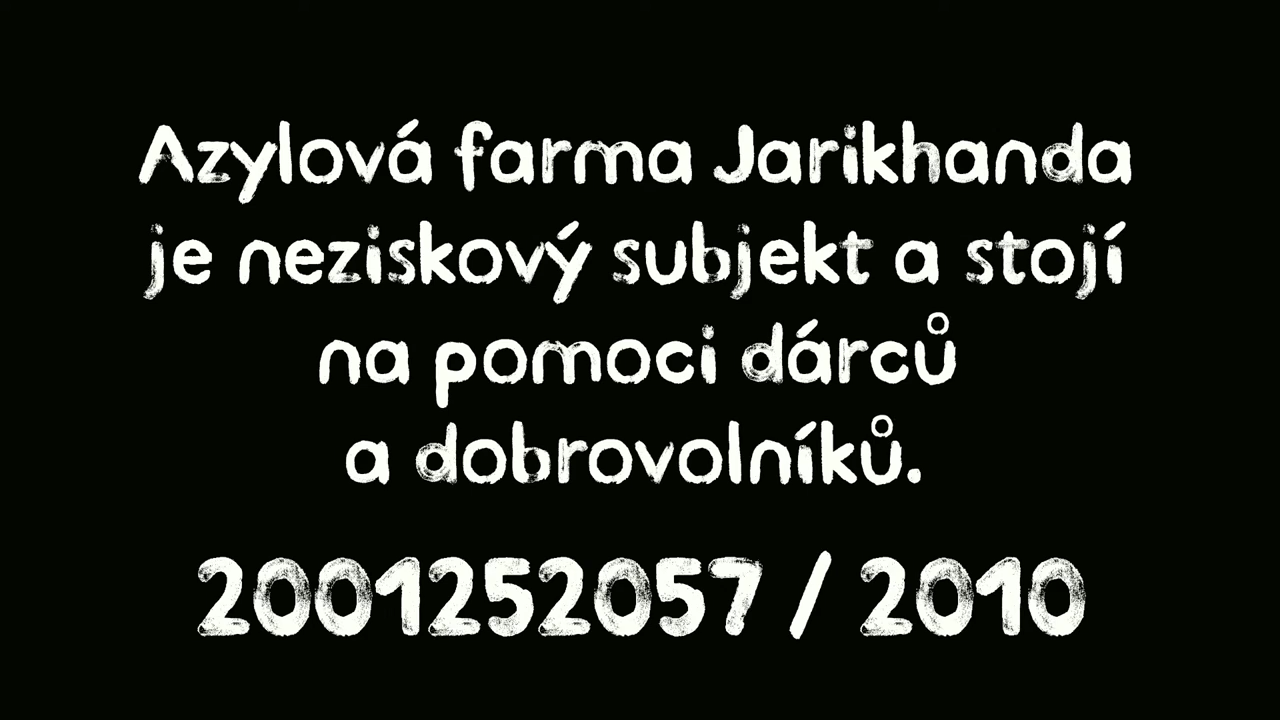 Azylová farma Jarikhanda
je neziskový subjekt a stojí
na pomoci dárců
a dobrovolníků.
2001252057 / 2010